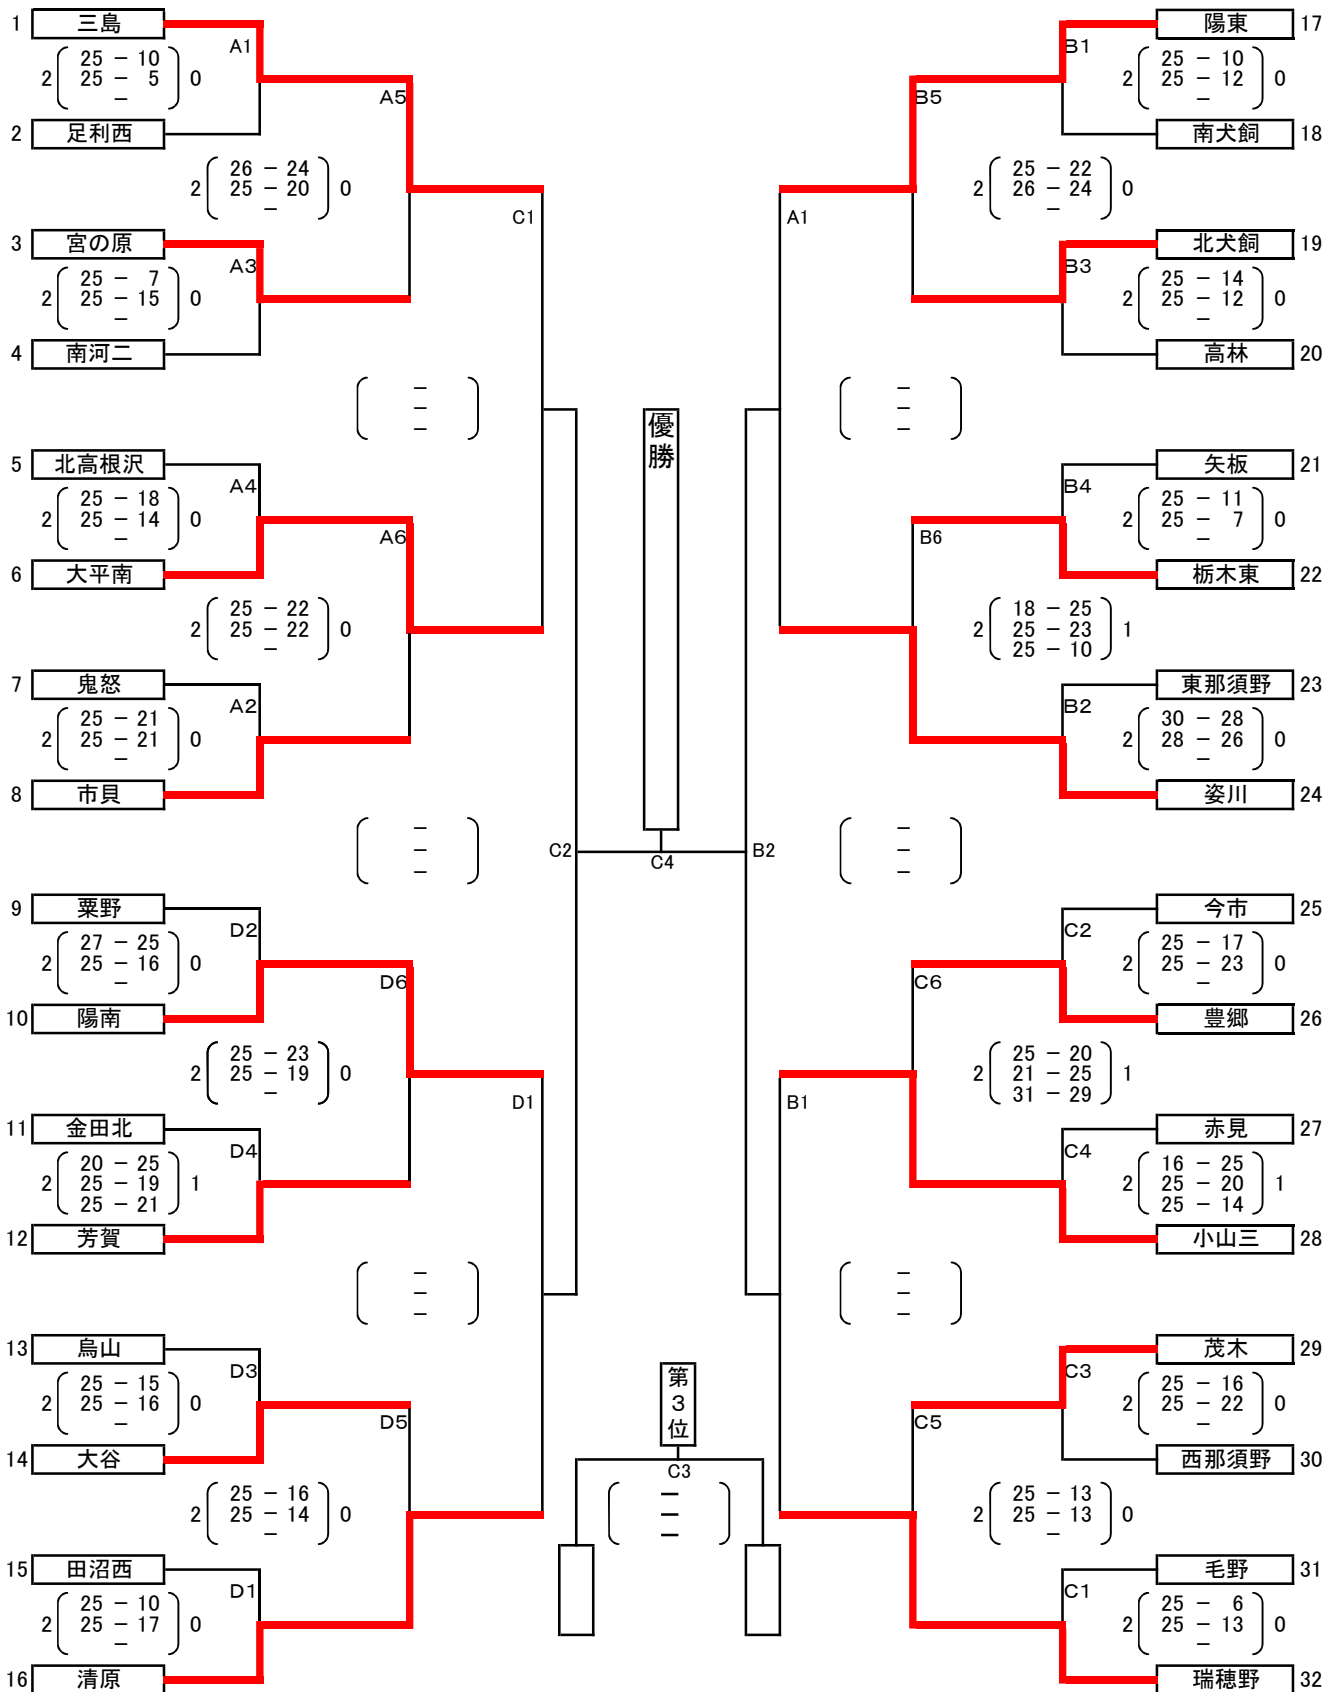 1 三島
A1
25 － 10
2 25 － 5 0
－
A5
2 足利西
26 － 24
2 25 － 20 0
－
C1
3 宮の原
A3
25 － 7
2 25 － 15 0
－
4 南河二
－
－
－
5 北高根沢
A4
25 － 18
2 25 － 14 0
－
A6
6 大平南
25 － 22
2 25 － 22 0
－
7 鬼怒
A2
25 － 21
2 25 － 21 0
－
8 市貝
－
－
－
C2
9 粟野
D2
27 － 25
2 25 － 16 0
－
D6
10 陽南
25 － 23
2 25 － 19 0
－
D1
11 金田北
D4
20 － 25
2 25 － 19 1
25 － 21
12 芳賀
－
－
－
13 烏山
D3
25 － 15
2 25 － 16 0
－
D5
14 大谷
25 － 16
2 25 － 14 0
－
15 田沼西
D1
25 － 10
2 25 － 17 0
－
16 清原
優勝
C4
第3位
C3
－
－
－
陽東 17
B1
25 － 10
2 25 － 12 0
－
B5
南犬飼 18
25 － 22
2 26 － 24 0
－
A1
北犬飼 19
B3
25 － 14
2 25 － 12 0
－
高林 20
－
－
－
矢板 21
B4
25 － 11
2 25 － 7 0
－
B6
栃木東 22
18 － 25
2 25 － 23 1
25 － 10
東那須野 23
B2
30 － 28
2 28 － 26 0
－
姿川 24
－
－
－
B2
今市 25
C2
25 － 17
2 25 － 23 0
－
C6
豊郷 26
25 － 20
2 21 － 25 1
31 － 29
B1
赤見 27
C4
16 － 25
2 25 － 20 1
25 － 14
小山三 28
－
－
－
茂木 29
C3
25 － 16
2 25 － 22 0
－
C5
西那須野 30
25 － 13
2 25 － 13 0
－
毛野 31
C1
25 － 6
2 25 － 13 0
－
瑞穂野 32